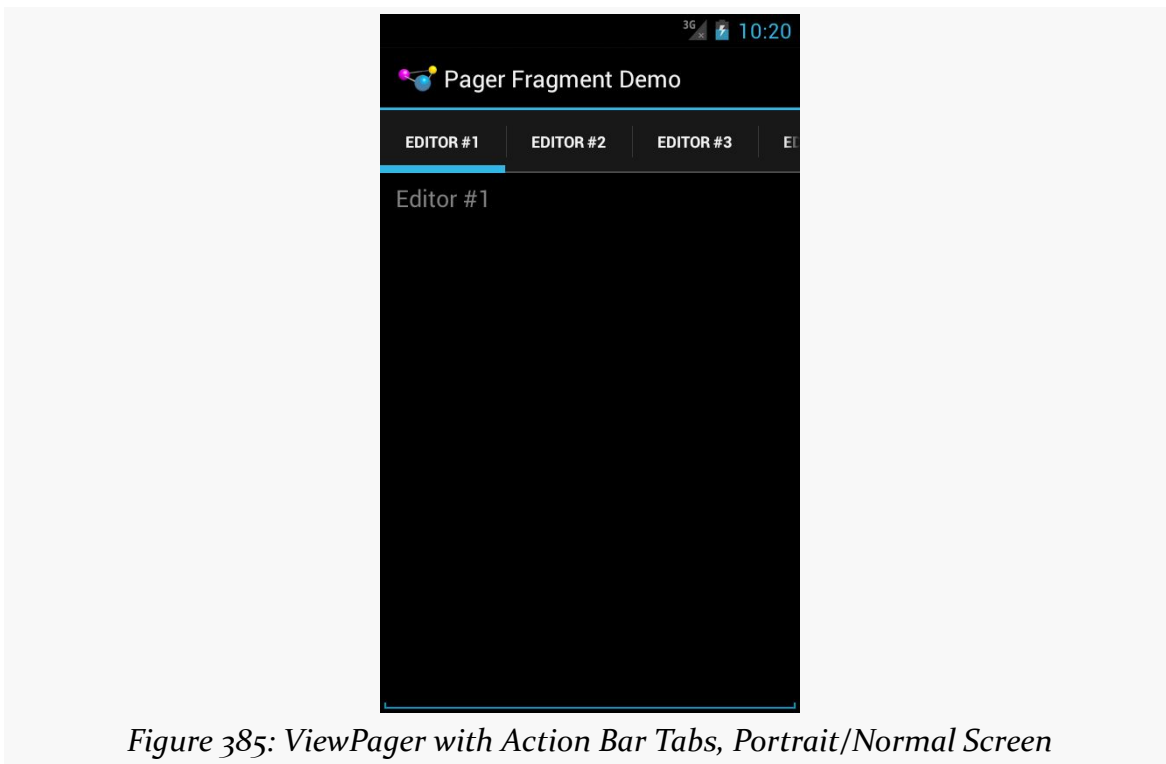 3G 10:20
Pager Fragment Demo
EDITOR #1 EDITOR #2 EDITOR #3
Editor #1
Figure 385: ViewPager with Action Bar Tabs, Portrait/Normal Screen